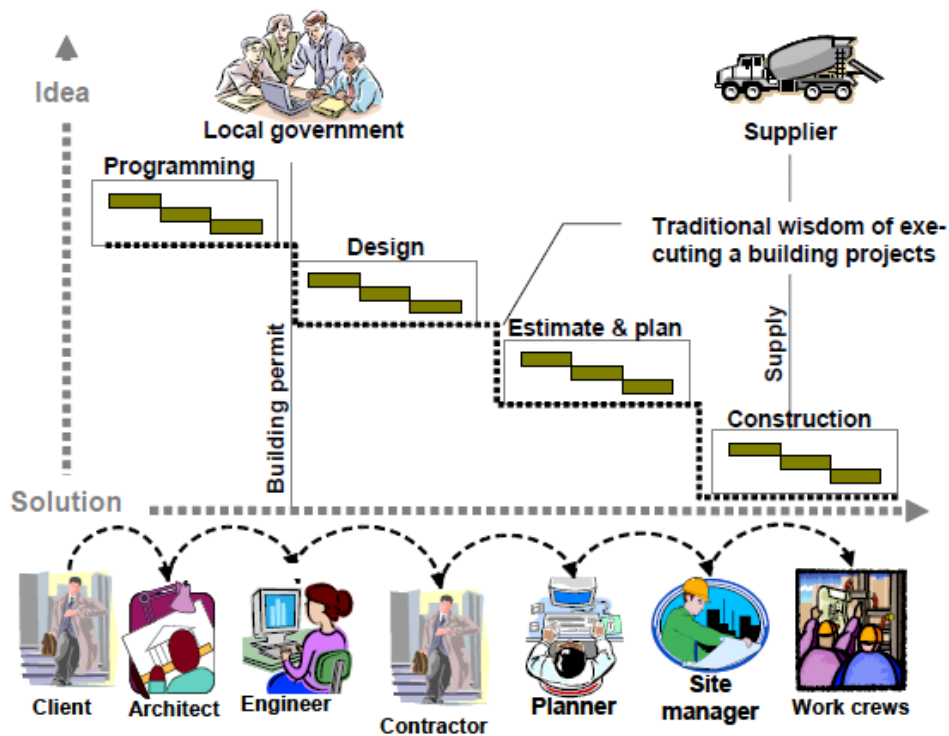 Idea
Local government
Supplier
Programming
Traditional wisdom of exe-
cuting a building projects
Design
Building permit
Estimate & plan
Supply
Construction
Solution
Client
Architect
Engineer
Contractor
Planner
Site
manager
Work crews